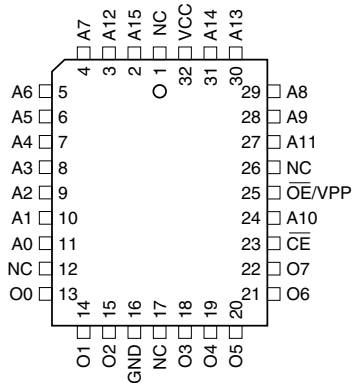 A7 A12 A15 NC VCC A14 A13
4 3 2 1 32 31 30
A6 5 29 A8
A5 6 28 A9
A4 7 27 A11
A3 8 26 NC
A2 9 25 OE/VPP
A1 10 24 A10
A0 11 23 CE
NC 12 22 O7
O0 13 21 O6
14 15 16 17 18 19 20
O1 O2 GND NC O3 O4 O5